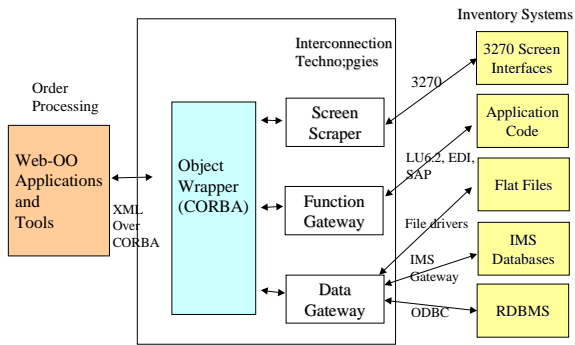 Inventory Systems
Interconnection
Techno;pgies
3270 Screen
Interfaces
3270
Order
Processing
Screen
Scraper
Application
Code
Web-OO
Applications
and
Tools
Object
Wrapper
(CORBA)
LU6.2, EDI,
SAP
Flat Files
XML
Over
CORBA
Function
Gateway
File drivers
IMS
Databases
IMS
Gateway
Data
Gateway
ODBC
RDBMS